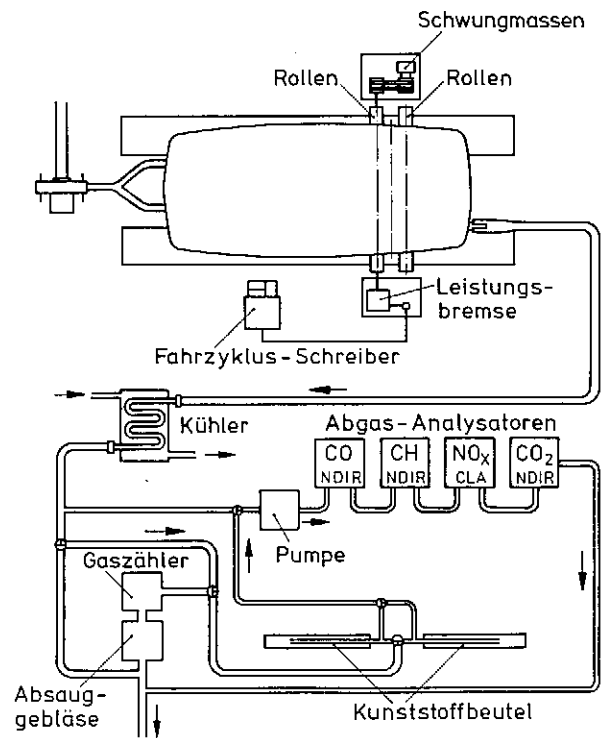 Schwungmassen
Rollen
Rollen
Leistungs-
bremse
Fahrzyklus-Schreiber
Kühler
Abgas-Analysatoren
CO
NDIR
CH
NDIR
NOX
CLA
CO2
NDIR
Pumpe
Gaszähler
Absaug-
gebläse
Kunststoffbeutel